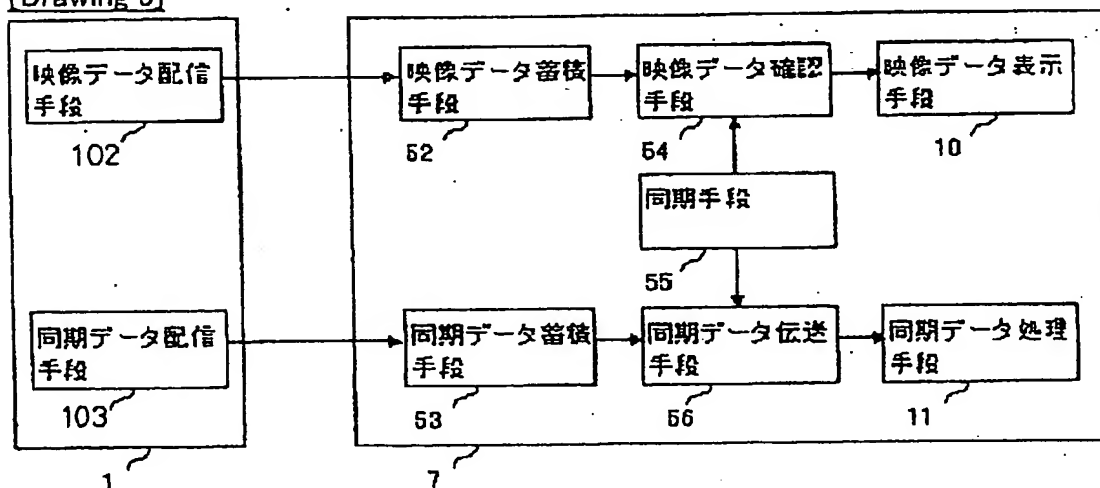 映像データ配信
手段
102
映像データ蓄積
手段
52
映像データ確認
手段
54
映像データ表示
手段
10
同期手段
55
同期データ配信
手段
103
同期データ蓄積
手段
53
同期データ伝送
手段
56
同期データ処理
手段
11
1
7